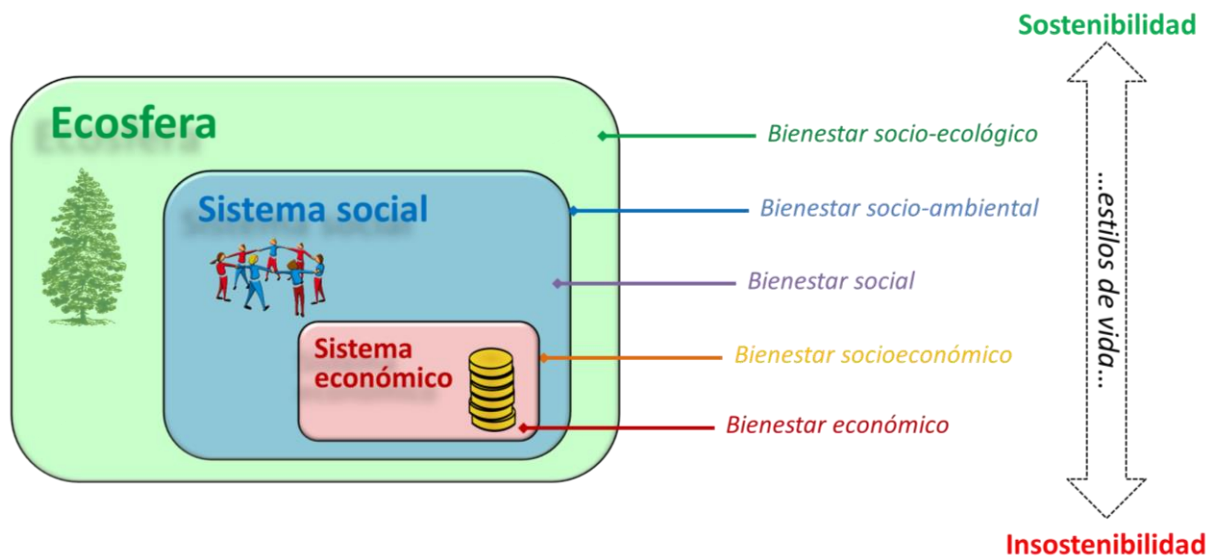 Sostenibilidad
Ecosfera
Bienestar socio-ecológico
Sistema social
Bienestar socio-ambiental
Bienestar social
Sistema
económico
Bienestar socioeconómico
Bienestar económico
...estilos de vida...
Insostenibilidad